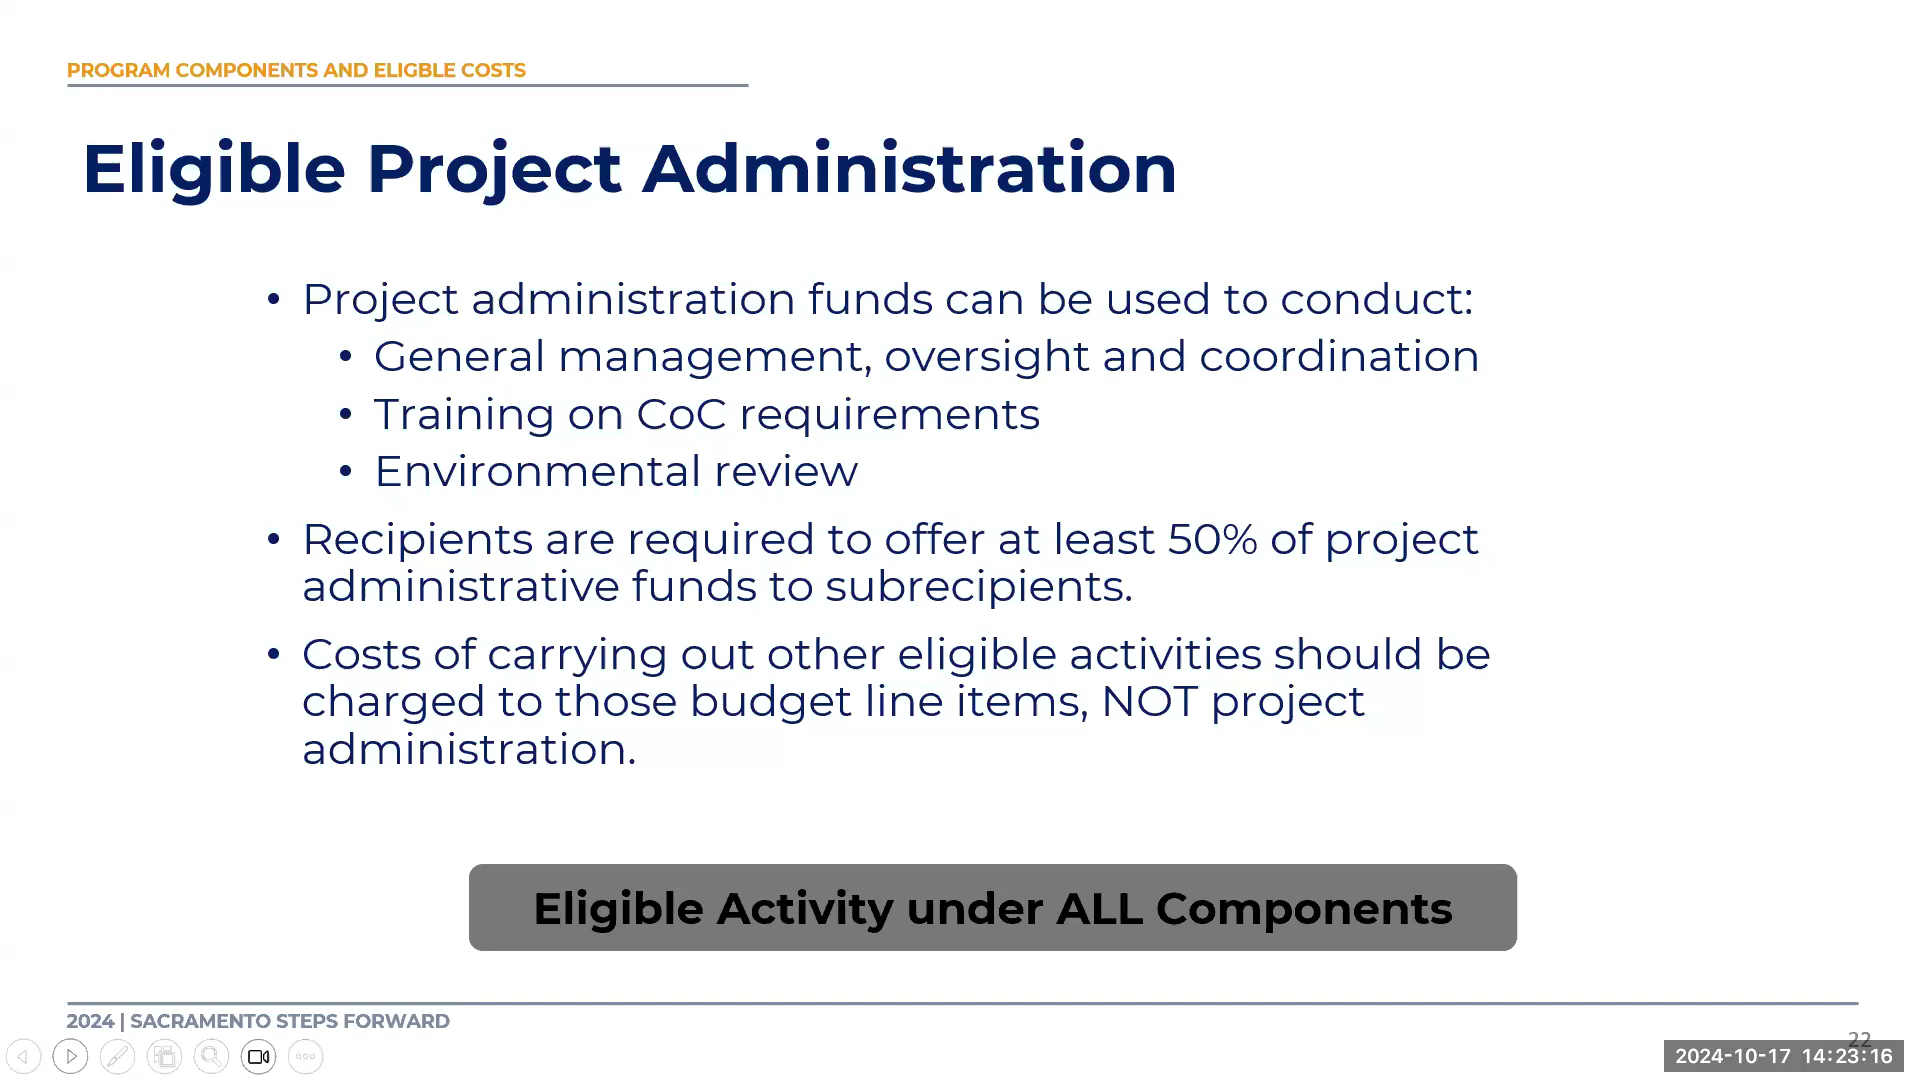 PROGRAM COMPONENTS AND ELIGBLE COSTS
Eligible Project Administration
• Project administration funds can be used to conduct:
• General management, oversight and coordination
• Training on CoC requirements
• Environmental review
• Recipients are required to offer at least 50% of project
administrative funds to subrecipients.
• Costs of carrying out other eligible activities should be
charged to those budget line items, NOT project
administration.
Eligible Activity under ALL Components
2024 | SACRAMENTO STEPS FORWARD
22
2024-10-17 14:23:16